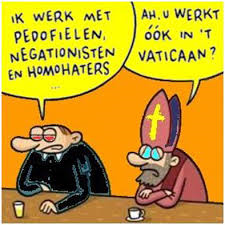 IK WERK MET
PEDOFIELEN,
NEGATIONISTEN
EN HOMOHATERS
...
AH, U WERKT
ÓÓK IN 'T
VATICAAN?